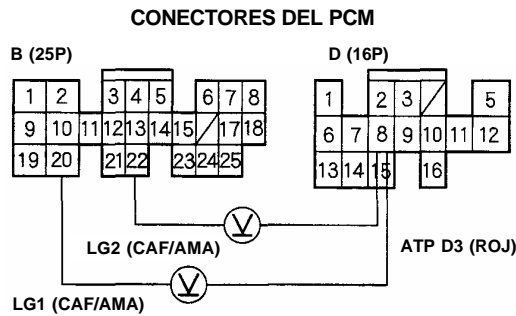 CONECTORES DEL PCM
B (25P)
D (16P)
1 2 3 4 5 6 7 8
9 10 11 12 13 14 15 17 18
19 20 21 22 23 24 25
1 2 3 5
6 7 8 9 10 11 12
13 14 15 16
V
LG2 (CAF/AMA)
ATP D3 (ROJ)
V
LG1 (CAF/AMA)